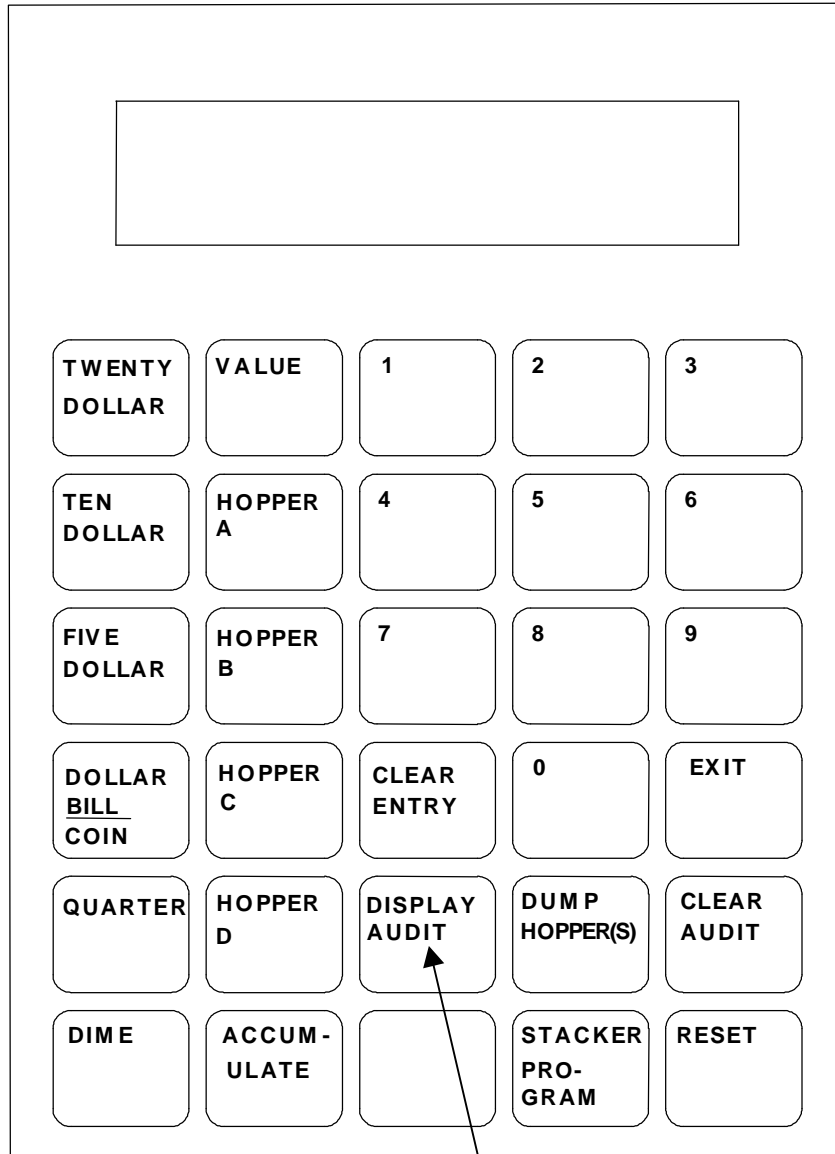 TWENTY
DOLLAR
VALUE
1
2
3
TEN
DOLLAR
HOPPER
A
4
5
6
FIVE
DOLLAR
HOPPER
B
7
8
9
DOLLAR
BILL
COIN
HOPPER
C
CLEAR
ENTRY
0
EXIT
QUARTER
HOPPER
D
DISPLAY
AUDIT
DUMP
HOPPER(S)
CLEAR
AUDIT
DIME
ACCUM-
ULATE
STACKER
PRO-
GRAM
RESET